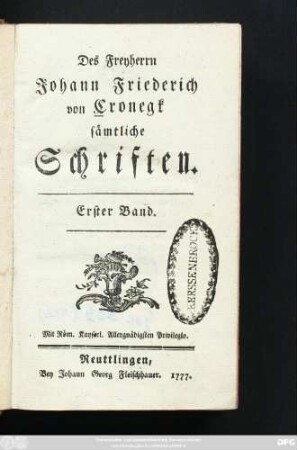 Des Freyherrn
Johann Friederich
von Cronegk
sämtliche
Schriften.
Erster Band.
KERSSENBROCK
Mit Röm. Kayserl. Allergnädigsten Privilegio.
Reuttlingen,
Bey Johann Georg Fleischhauer. 1777.